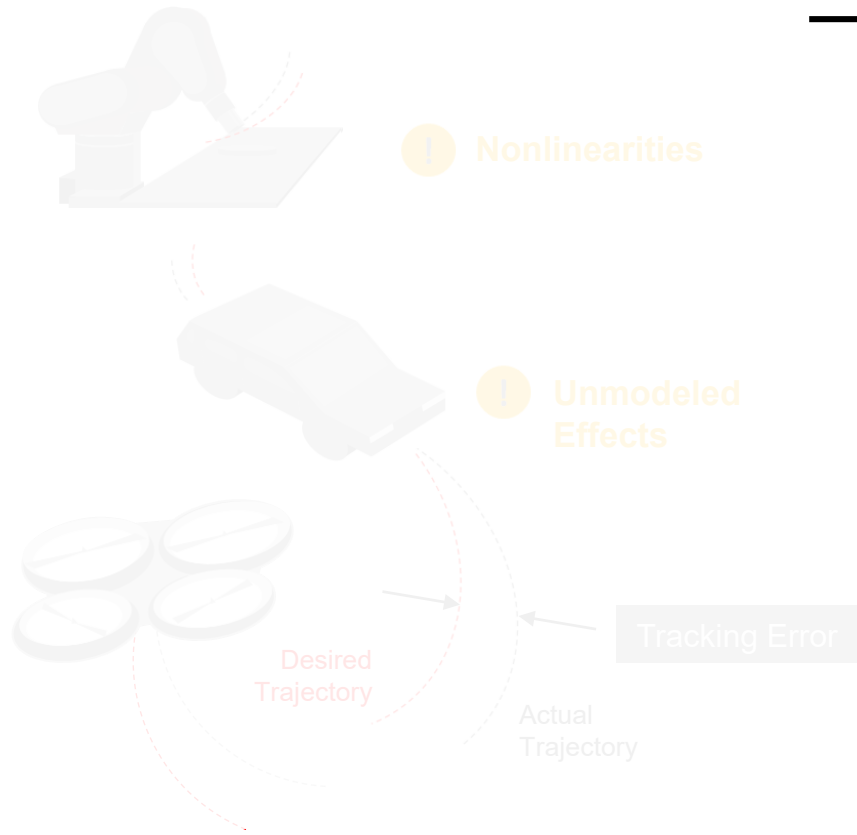 ! Nonlinearities
! Unmodeled
Effects
Tracking Error
Desired
Trajectory
Actual
Trajectory